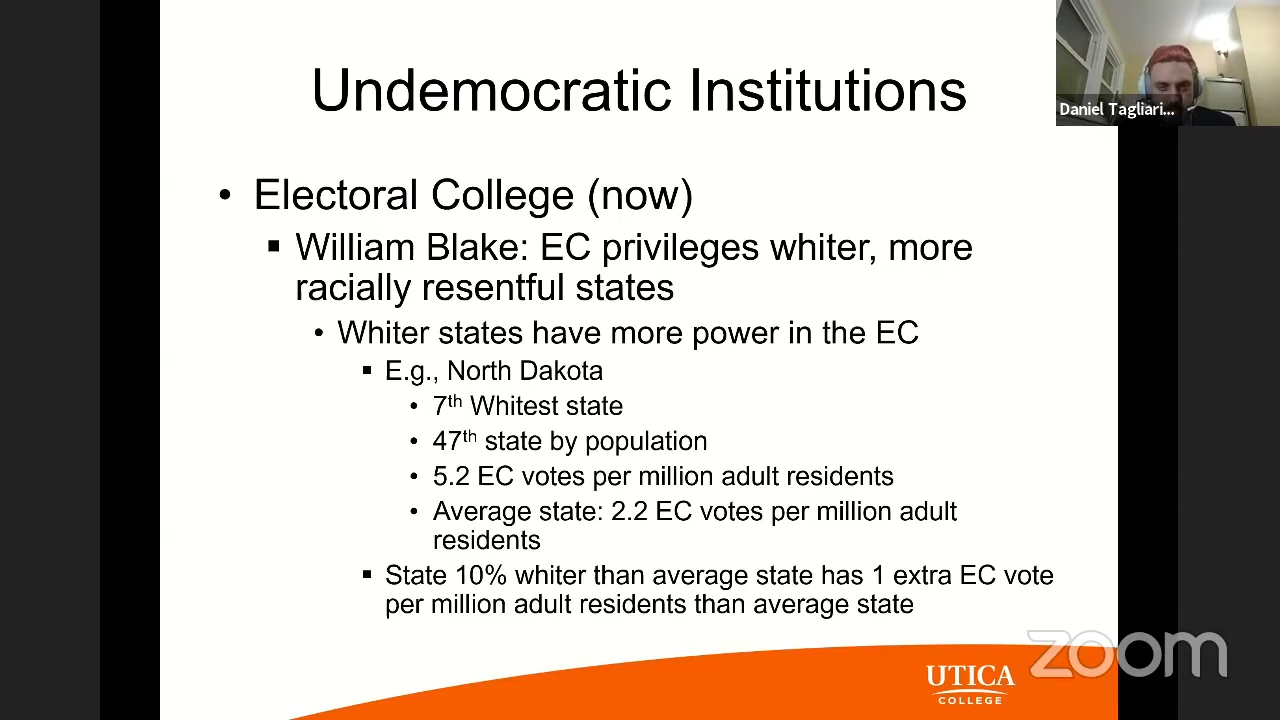 Undemocratic Institutions
Daniel Tagliari...
• Electoral College (now)
▪ William Blake: EC privileges whiter, more
racially resentful states
• Whiter states have more power in the EC
▪ E.g., North Dakota
• 7th Whitest state
• 47th state by population
• 5.2 EC votes per million adult residents
• Average state: 2.2 EC votes per million adult
residents
▪ State 10% whiter than average state has 1 extra EC vote
per million adult residents than average state
zoom
UTICA
COLLEGE